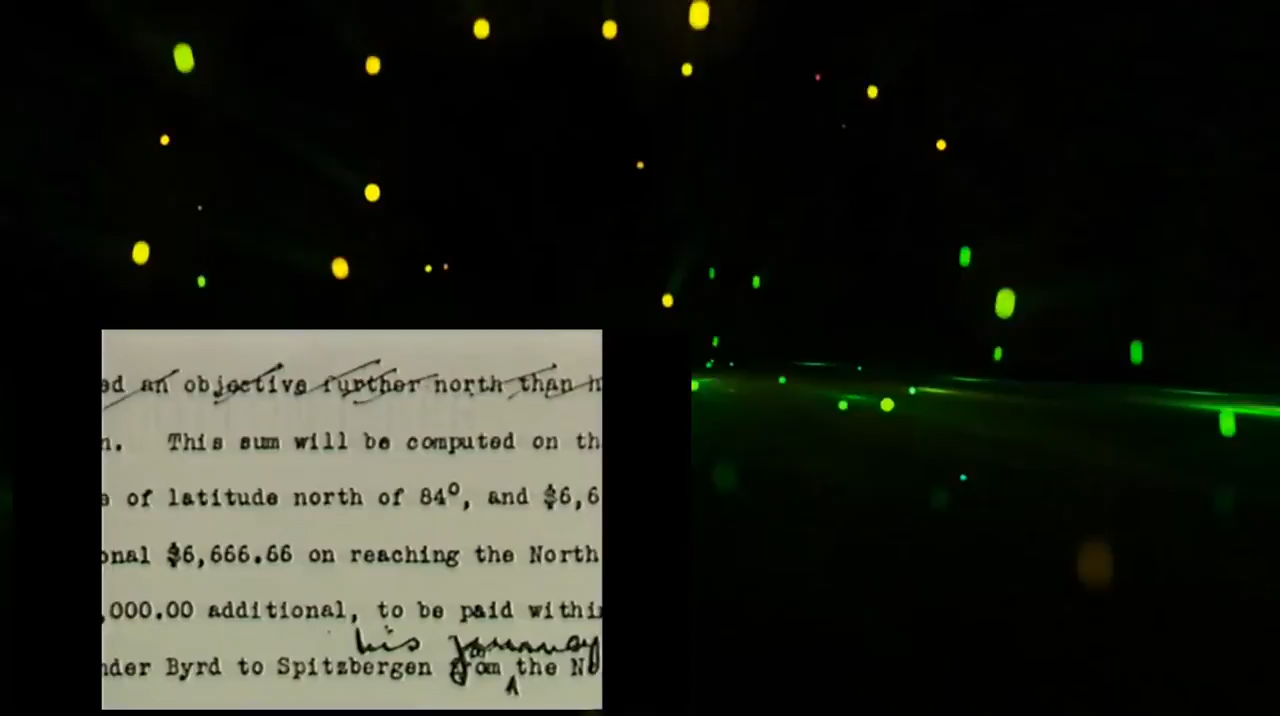 ed an objective further north than h
n. This sum will be computed on th
e of latitude north of 84°, and $6,6
onal $6,666.66 on reaching the North
,000.00 additional, to be paid within
his journey
nder Byrd to Spitzbergen from the No